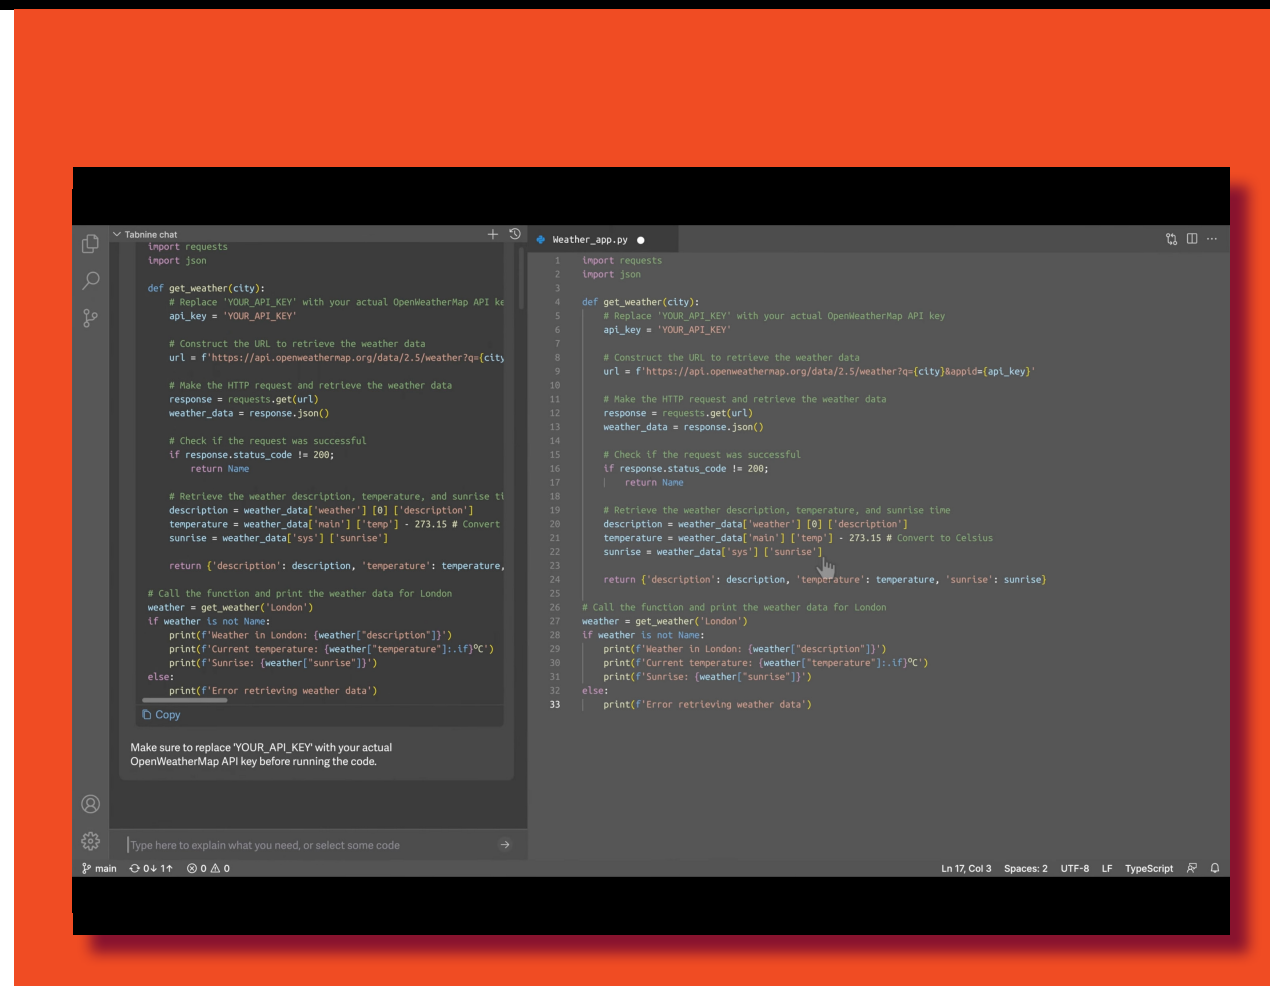 Tabnine chat
import requests
import json
def get_weather(city):
# Replace 'YOUR_API_KEY' with your actual OpenWeatherMap API ke
api_key = 'YOUR_API_KEY'
# Construct the URL to retrieve the weather data
url = f'https://api.openweathermap.org/data/2.5/weather?q={city
# Make the HTTP request and retrieve the weather data
response = requests.get(url)
weather_data = response.json()
# Check if the request was successful
if response.status_code != 200;
return Name
# Retrieve the weather description, temperature, and sunrise ti
description = weather_data['weather'] [0] ['description']
temperature = weather_data['main'] ['temp'] - 273.15 # Convert
sunrise = weather_data['sys'] ['sunrise']
return {'description': description, 'temperature': temperature,
# Call the function and print the weather data for London
weather = get_weather('London')
if weather is not Name:
print(f'Weather in London: {weather["description"]}')
print(f'Current temperature: {weather["temperature"]:.if}ºC')
print(f'Sunrise: {weather["sunrise"]}')
else:
print(f'Error retrieving weather data')
Copy
Make sure to replace 'YOUR_API_KEY' with your actual
OpenWeatherMap API key before running the code.
Type here to explain what you need, or select some code
Weather_app.py
1 import requests
2 import json
3
4 def get_weather(city):
5 # Replace 'YOUR_API_KEY' with your actual OpenWeatherMap API key
6 api_key = 'YOUR_API_KEY'
7
8 # Construct the URL to retrieve the weather data
9 url = f'https://api.openweathermap.org/data/2.5/weather?q={city}&appid={api_key}'
10
11 # Make the HTTP request and retrieve the weather data
12 response = requests.get(url)
13 weather_data = response.json()
14
15 # Check if the request was successful
16 if response.status_code != 200;
17 return Name
18
19 # Retrieve the weather description, temperature, and sunrise time
20 description = weather_data['weather'] [0] ['description']
21 temperature = weather_data['main'] ['temp'] - 273.15 # Convert to Celsius
22 sunrise = weather_data['sys'] ['sunrise']
23
24 return {'description': description, 'temperature': temperature, 'sunrise': sunrise}
25
26 # Call the function and print the weather data for London
27 weather = get_weather('London')
28 if weather is not Name:
29 print(f'Weather in London: {weather["description"]}')
30 print(f'Current temperature: {weather["temperature"]:.if}ºC')
31 print(f'Sunrise: {weather["sunrise"]}')
32 else:
33 print(f'Error retrieving weather data')
main 0↓ 1↑ 0 0 Ln 17, Col 3 Spaces: 2 UTF-8 LF TypeScript